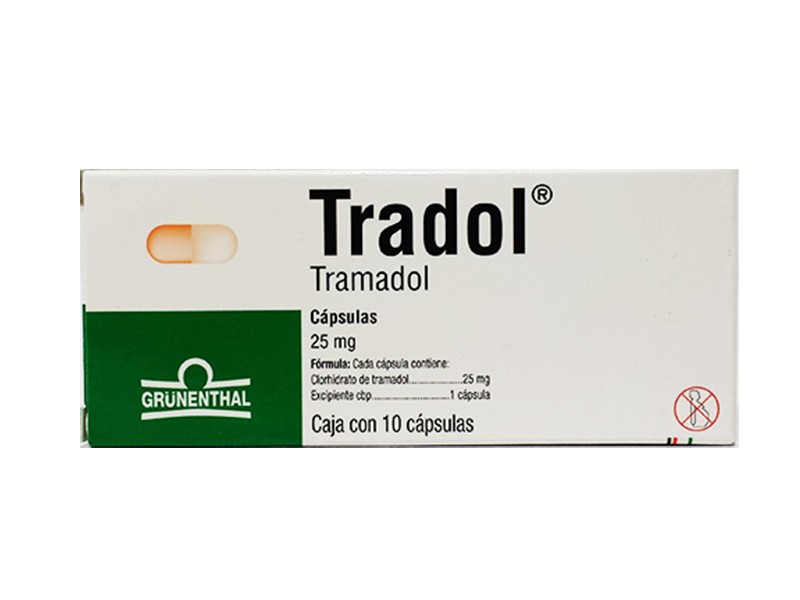 Tradol®
Tramadol
Cápsulas
25 mg
Fórmula: Cada cápsula contiene:
Clorhidrato de tramadol..................25 mg
Excipiente cbp..........................1 cápsula
Caja con 10 cápsulas
GRÜNENTHAL